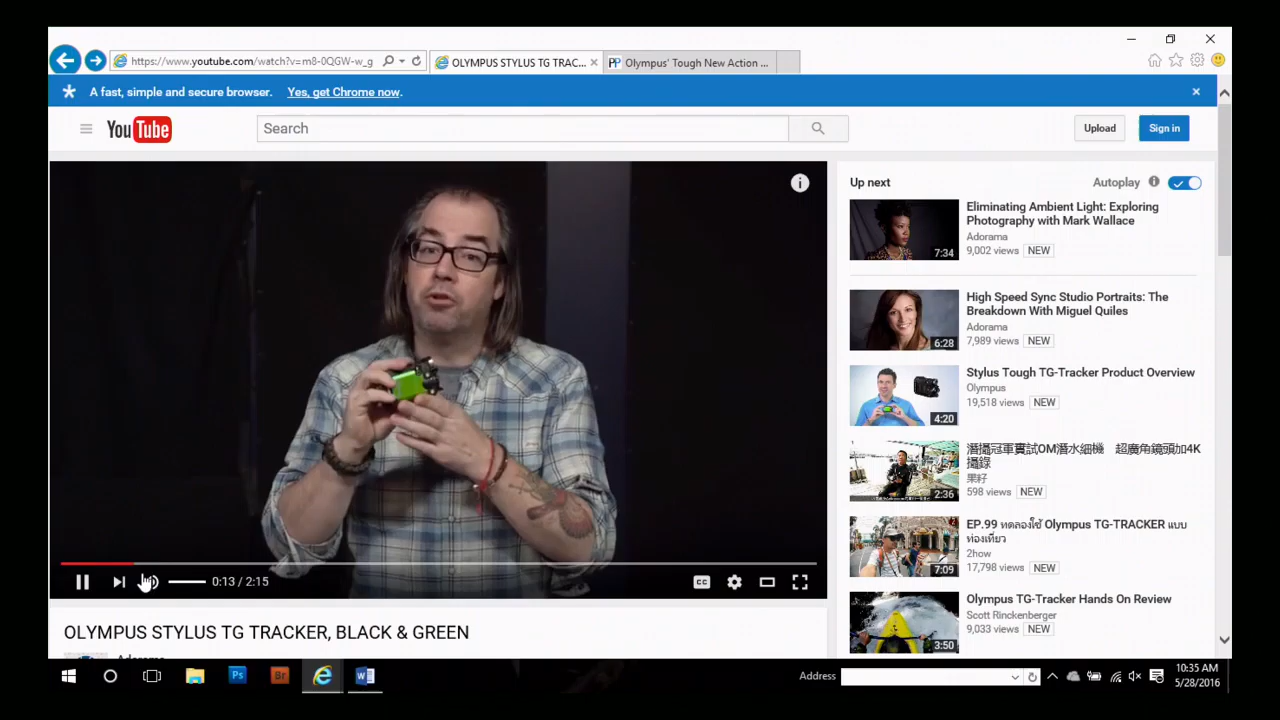 https://www.youtube.com/watch?v=m8-0QGW-w_g
OLYMPUS STYLUS TG TRAC...
PP Olympus' Tough New Action ...
A fast, simple and secure browser. Yes, get Chrome now.
YouTube
Search
Upload
Sign in
Up next
Autoplay
Eliminating Ambient Light: Exploring
Photography with Mark Wallace
Adorama
9,002 views NEW
7:34
High Speed Sync Studio Portraits: The
Breakdown With Miguel Quiles
Adorama
7,989 views NEW
6:28
Stylus Tough TG-Tracker Product Overview
Olympus
19,518 views NEW
4:20
潛攝冠軍實試OM潛水細機 超廣角鏡頭加4K
攝錄
果籽
598 views NEW
2:36
EP.99 ทดลองใช้ Olympus TG-TRACKER แบบ
ท่องเที่ยว
2how
17,798 views NEW
7:09
Olympus TG-Tracker Hands On Review
Scott Rinckenberger
9,033 views NEW
3:50
0:13 / 2:15
CC
OLYMPUS STYLUS TG TRACKER, BLACK & GREEN
Adorama
Ps
Br
Address
10:35 AM
5/28/2016